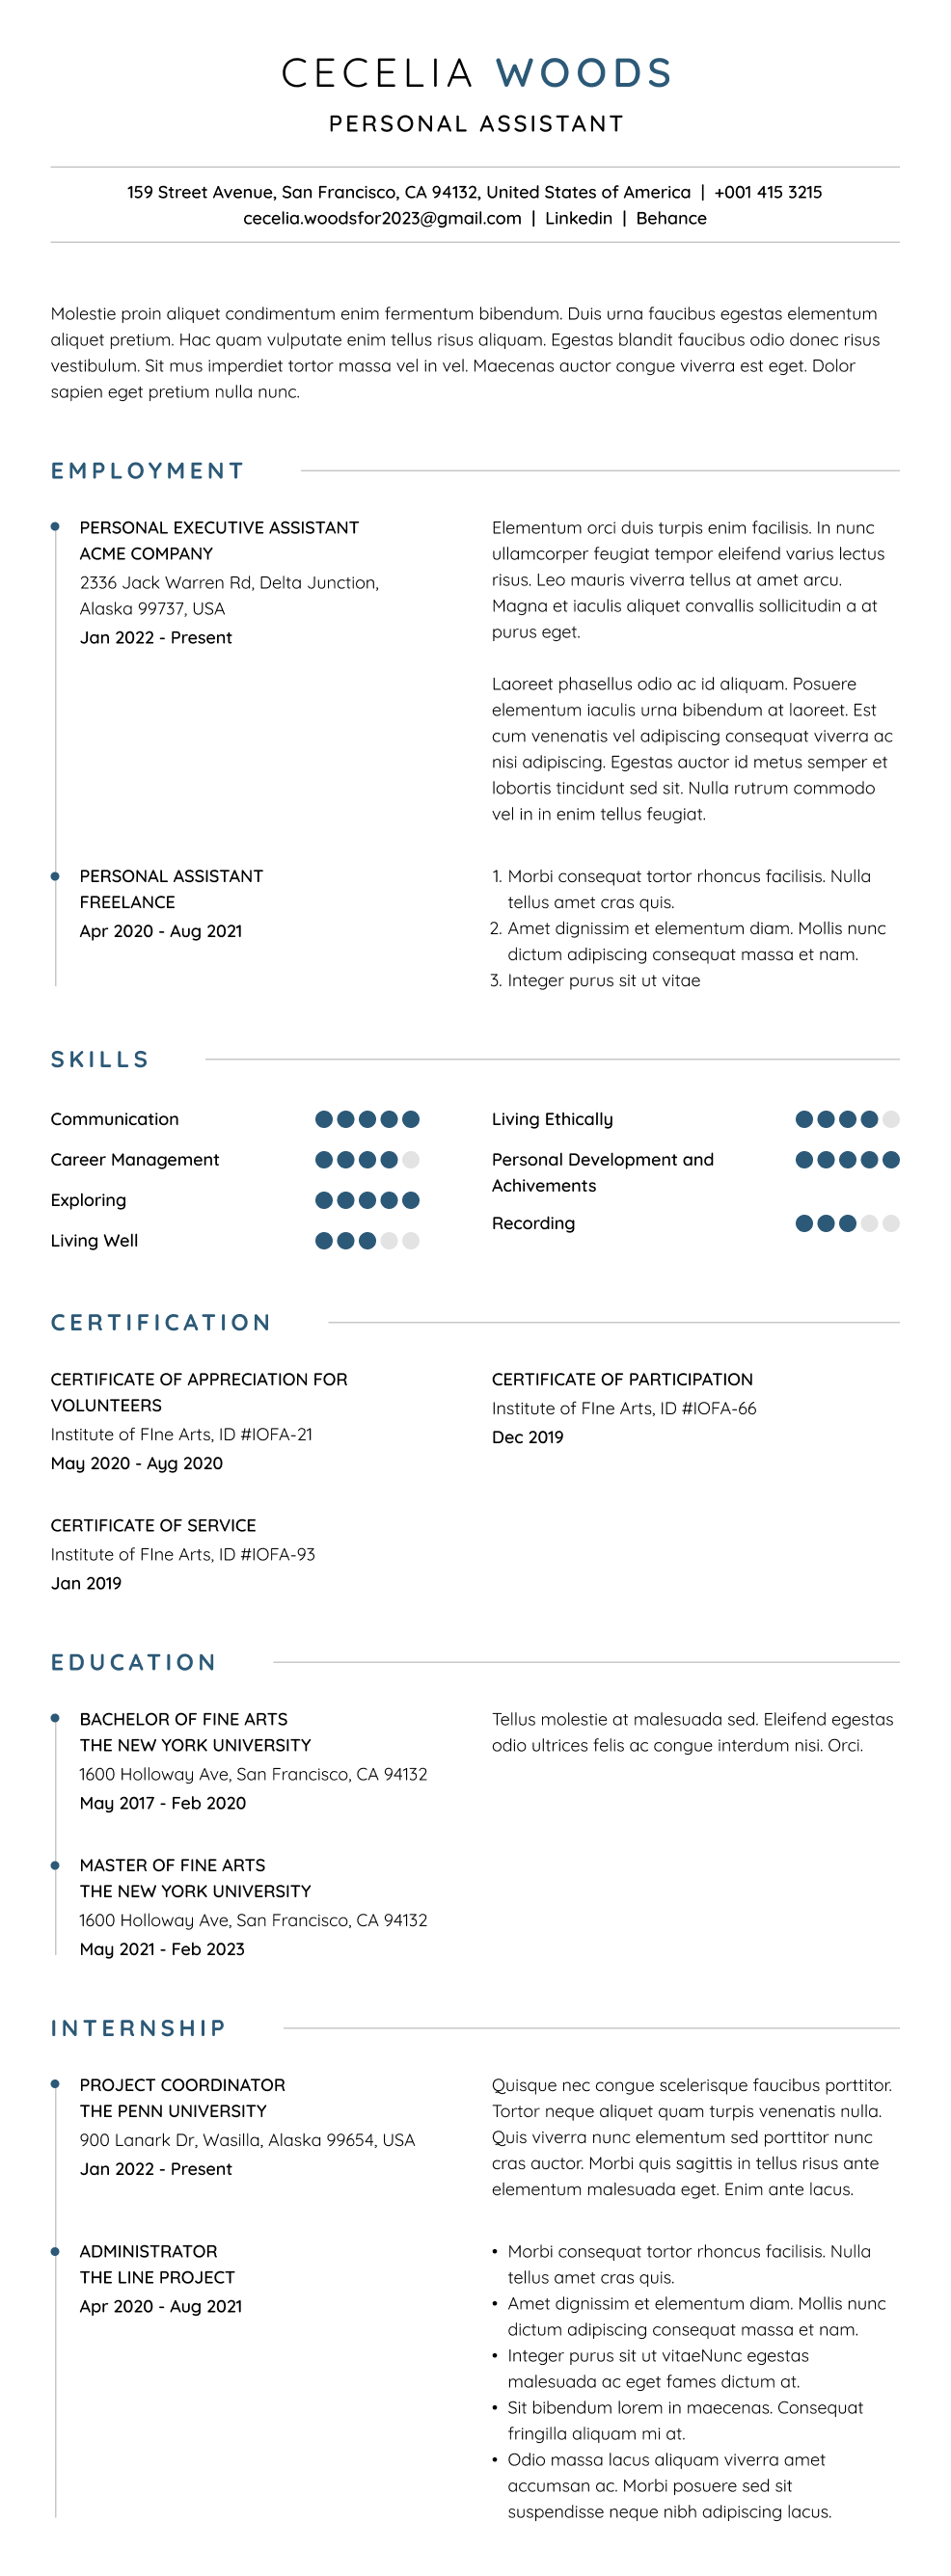 CECELIA WOODS
PERSONAL ASSISTANT
159 Street Avenue, San Francisco, CA 94132, United States of America | +001 415 3215
cecelia.woodsfor2023@gmail.com | Linkedin | Behance
Molestie proin aliquet condimentum enim fermentum bibendum. Duis urna faucibus egestas elementum
aliquet pretium. Hac quam vulputate enim tellus risus aliquam. Egestas blandit faucibus odio donec risus
vestibulum. Sit mus imperdiet tortor massa vel in vel. Maecenas auctor congue viverra est eget. Dolor
sapien eget pretium nulla nunc.
EMPLOYMENT
PERSONAL EXECUTIVE ASSISTANT
ACME COMPANY
2336 Jack Warren Rd, Delta Junction,
Alaska 99737, USA
Jan 2022 - Present
Elementum orci duis turpis enim facilisis. In nunc
ullamcorper feugiat tempor eleifend varius lectus
risus. Leo mauris viverra tellus at amet arcu.
Magna et iaculis aliquet convallis sollicitudin a at
purus eget.
Laoreet phasellus odio ac id aliquam. Posuere
elementum iaculis urna bibendum at laoreet. Est
cum venenatis vel adipiscing consequat viverra ac
nisi adipiscing. Egestas auctor id metus semper et
lobortis tincidunt sed sit. Nulla rutrum commodo
vel in in enim tellus feugiat.
PERSONAL ASSISTANT
FREELANCE
Apr 2020 - Aug 2021
1. Morbi consequat tortor rhoncus facilisis. Nulla
tellus amet cras quis.
2. Amet dignissim et elementum diam. Mollis nunc
dictum adipiscing consequat massa et nam.
3. Integer purus sit ut vitae
SKILLS
Communication
Career Management
Exploring
Living Well
Living Ethically
Personal Development and
Achivements
Recording
CERTIFICATION
CERTIFICATE OF APPRECIATION FOR
VOLUNTEERS
Institute of FIne Arts, ID #IOFA-21
May 2020 - Ayg 2020
CERTIFICATE OF PARTICIPATION
Institute of FIne Arts, ID #IOFA-66
Dec 2019
CERTIFICATE OF SERVICE
Institute of FIne Arts, ID #IOFA-93
Jan 2019
EDUCATION
BACHELOR OF FINE ARTS
THE NEW YORK UNIVERSITY
1600 Holloway Ave, San Francisco, CA 94132
May 2017 - Feb 2020
Tellus molestie at malesuada sed. Eleifend egestas
odio ultrices felis ac congue interdum nisi. Orci.
MASTER OF FINE ARTS
THE NEW YORK UNIVERSITY
1600 Holloway Ave, San Francisco, CA 94132
May 2021 - Feb 2023
INTERNSHIP
PROJECT COORDINATOR
THE PENN UNIVERSITY
900 Lanark Dr, Wasilla, Alaska 99654, USA
Jan 2022 - Present
Quisque nec congue scelerisque faucibus porttitor.
Tortor neque aliquet quam turpis venenatis nulla.
Quis viverra nunc elementum sed porttitor nunc
cras auctor. Morbi quis sagittis in tellus risus ante
elementum malesuada eget. Enim ante lacus.
ADMINISTRATOR
THE LINE PROJECT
Apr 2020 - Aug 2021
• Morbi consequat tortor rhoncus facilisis. Nulla
tellus amet cras quis.
• Amet dignissim et elementum diam. Mollis nunc
dictum adipiscing consequat massa et nam.
• Integer purus sit ut vitaeNunc egestas
malesuada ac eget fames dictum at.
• Sit bibendum lorem in maecenas. Consequat
fringilla aliquam mi at.
• Odio massa lacus aliquam viverra amet
accumsan ac. Morbi posuere sed sit
suspendisse neque nibh adipiscing lacus.